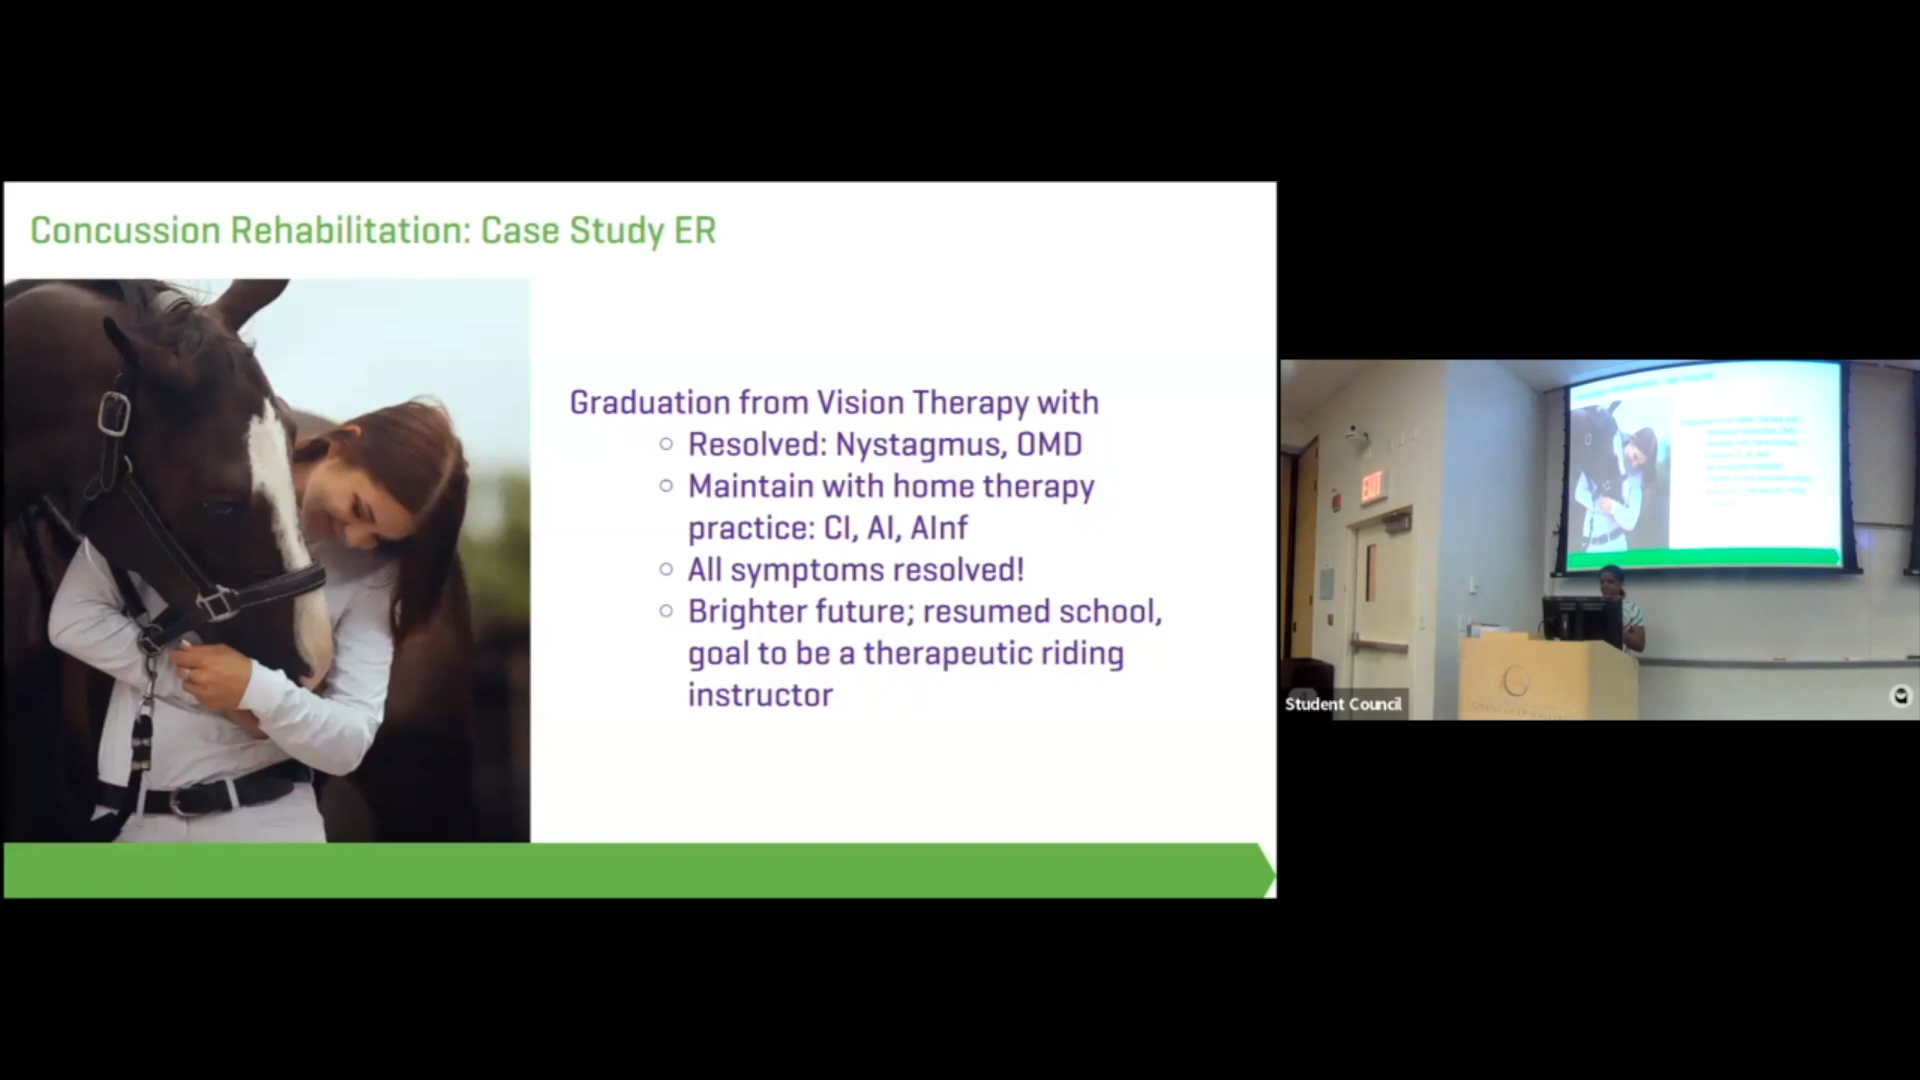 Concussion Rehabilitation: Case Study ER
Graduation from Vision Therapy with
○ Resolved: Nystagmus, OMD
○ Maintain with home therapy
practice: CI, AI, AInf
○ All symptoms resolved!
○ Brighter future; resumed school,
goal to be a therapeutic riding
instructor
EXIT
Student Council